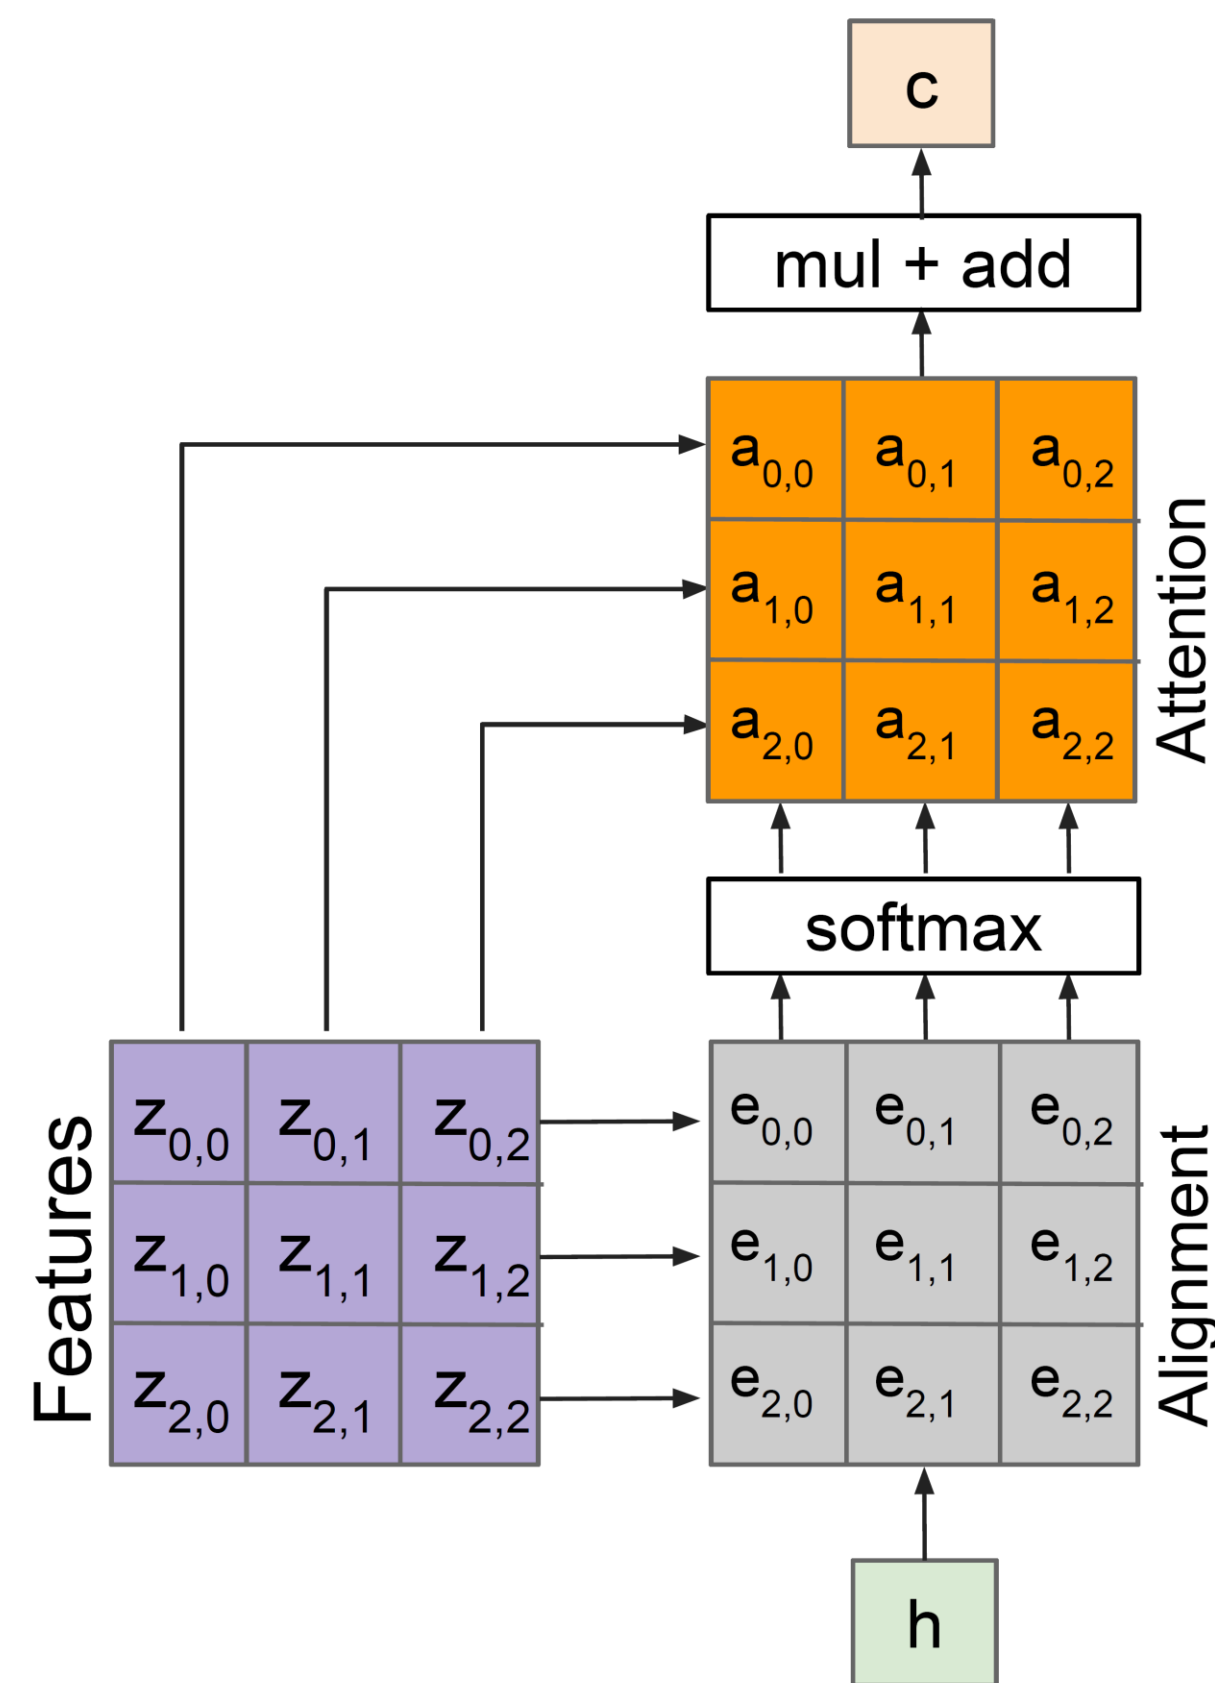 c
mul + add
a0,0 a0,1 a0,2
a1,0 a1,1 a1,2
a2,0 a2,1 a2,2
Attention
softmax
Features
z0,0 z0,1 z0,2
z1,0 z1,1 z1,2
z2,0 z2,1 z2,2
e0,0 e0,1 e0,2
e1,0 e1,1 e1,2
e2,0 e2,1 e2,2
Alignment
h